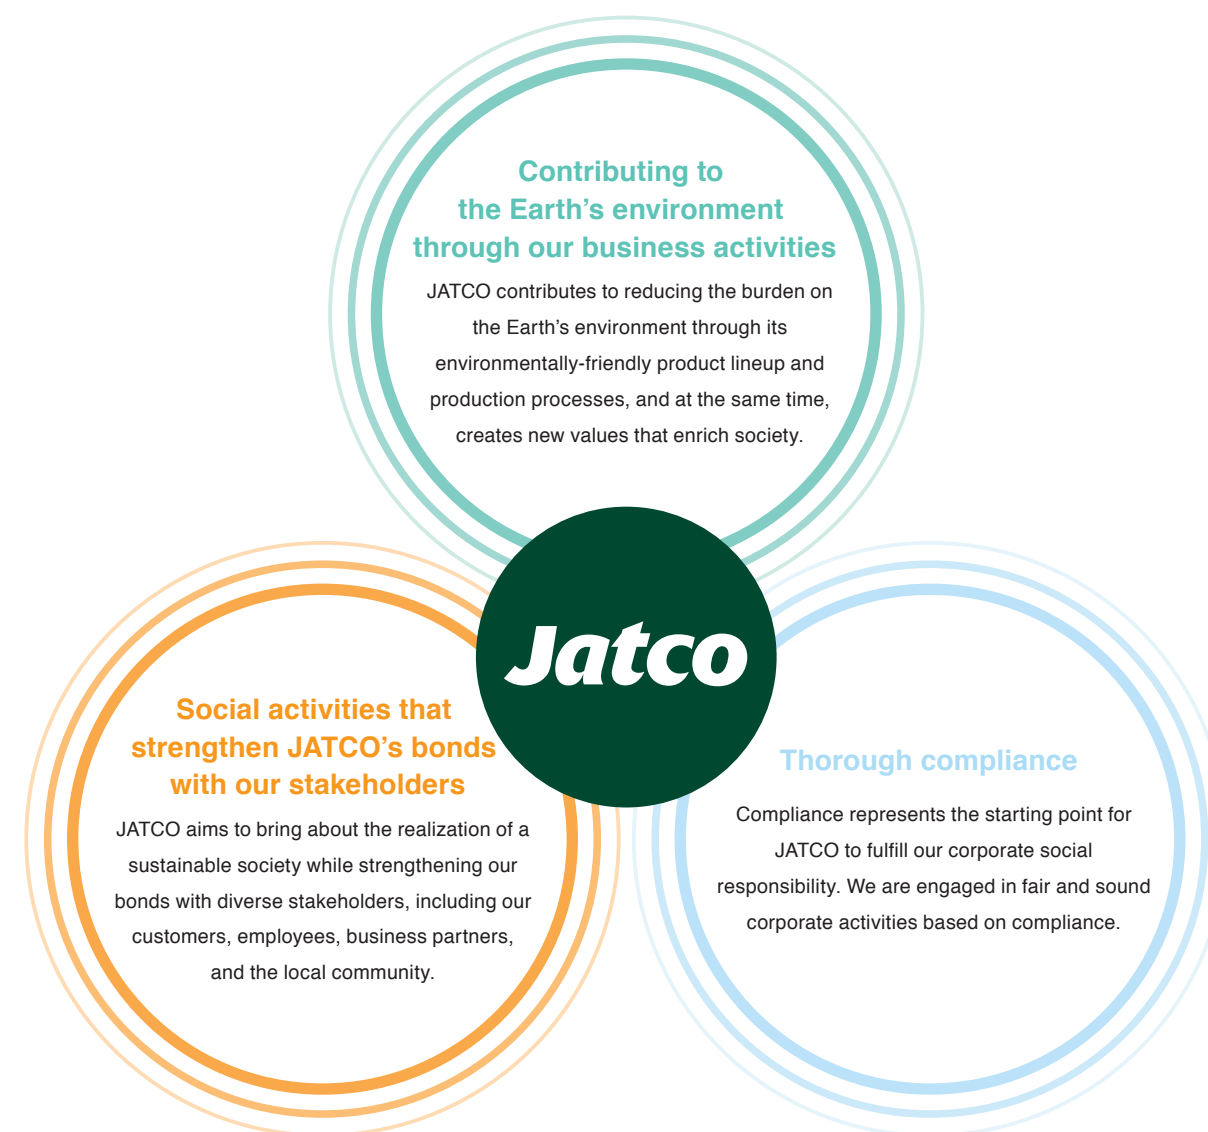 Contributing to
the Earth’s environment
through our business activities
JATCO contributes to reducing the burden on
the Earth’s environment through its
environmentally-friendly product lineup and
production processes, and at the same time,
creates new values that enrich society.
Jatco
Social activities that
strengthen JATCO’s bonds
with our stakeholders
JATCO aims to bring about the realization of a
sustainable society while strengthening our
bonds with diverse stakeholders, including our
customers, employees, business partners,
and the local community.
Thorough compliance
Compliance represents the starting point for
JATCO to fulfill our corporate social
responsibility. We are engaged in fair and sound
corporate activities based on compliance.